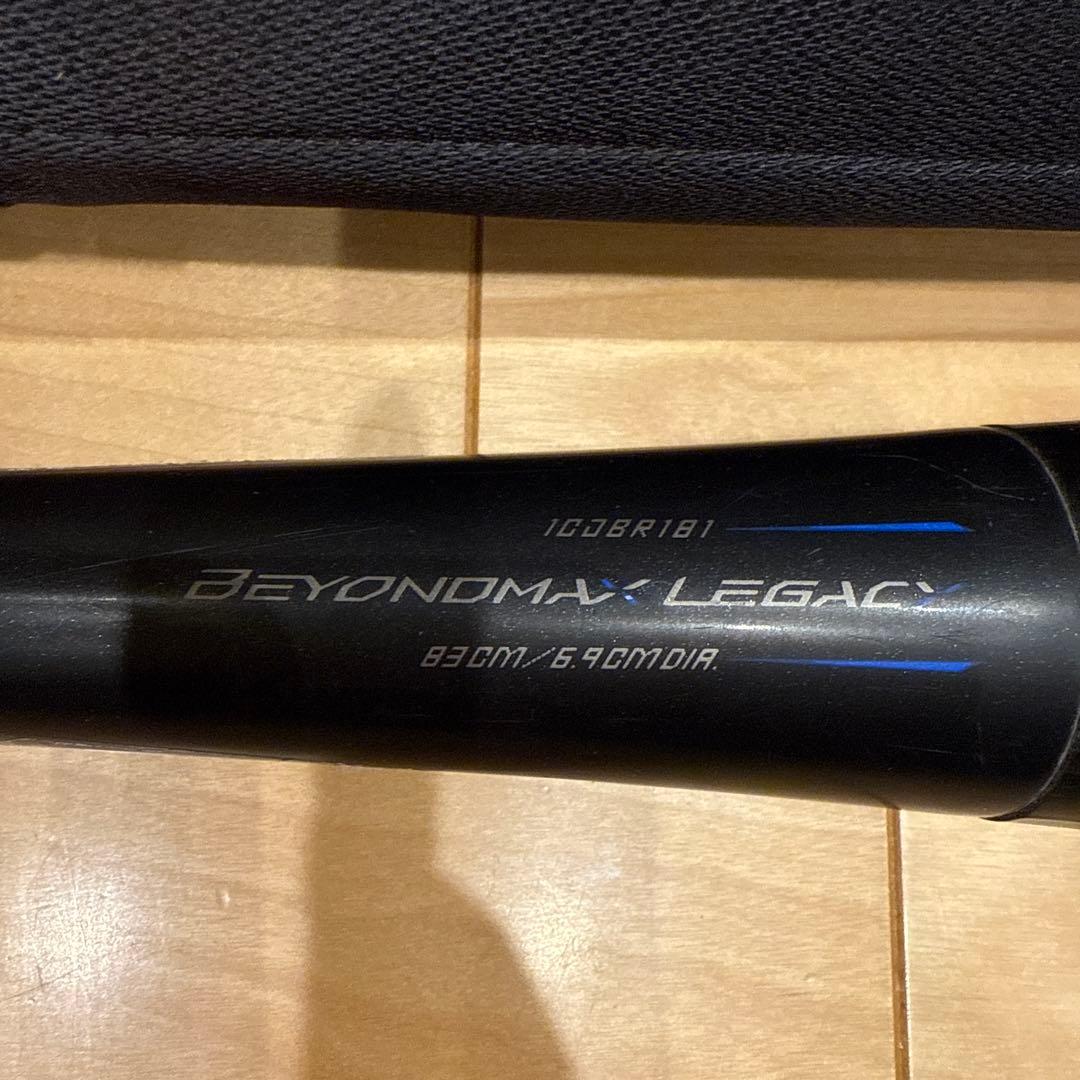 1CJBR181
BEYONDMAX LEGACY
83CM/6.9CMDIA.